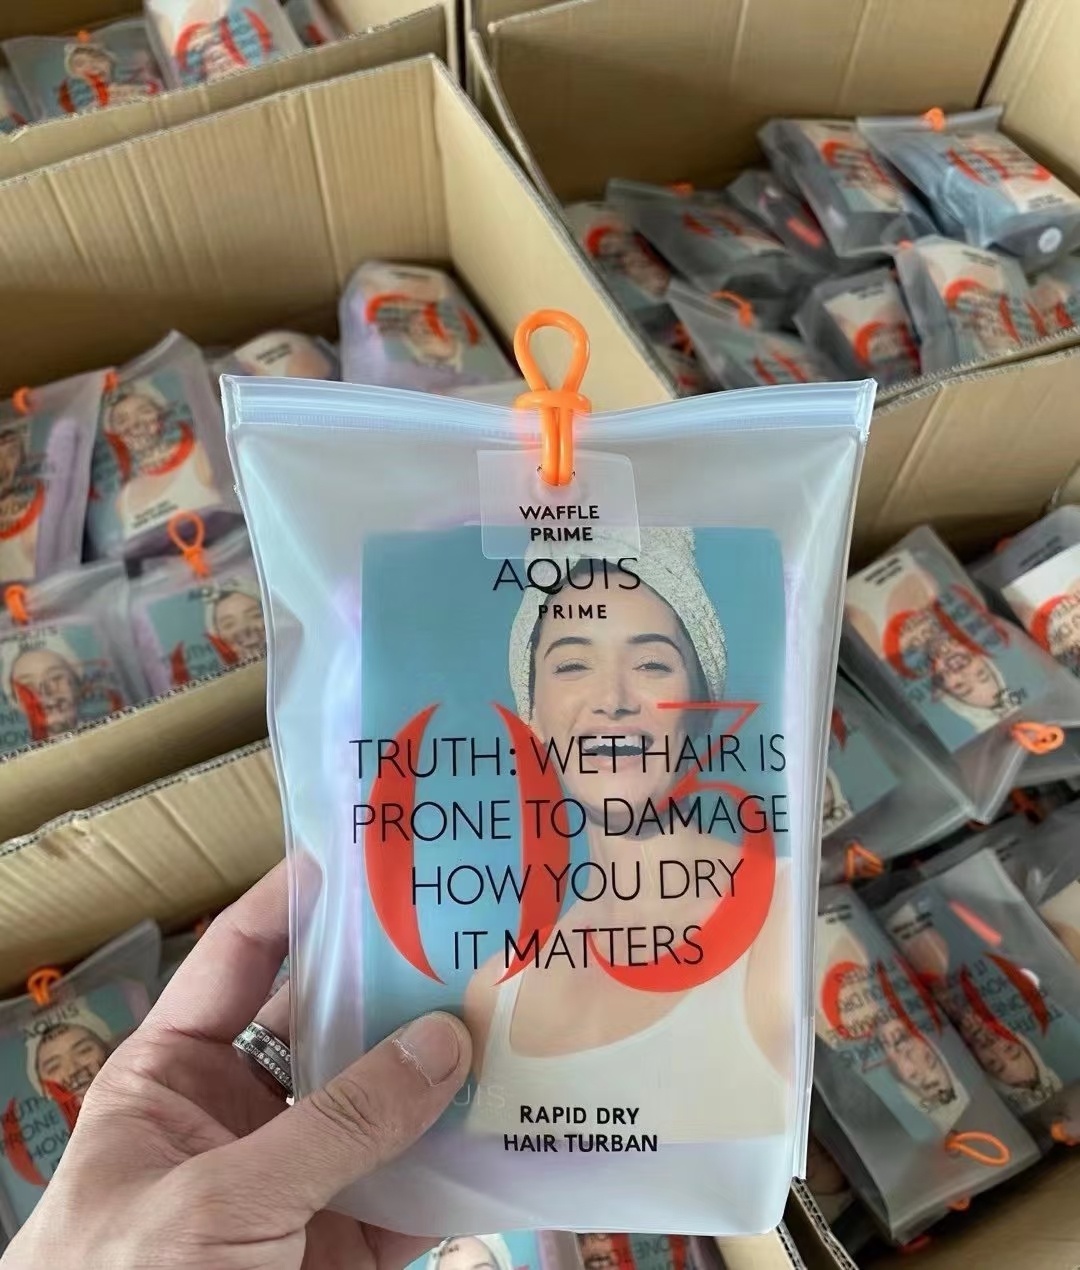 WAFFLE
PRIME
AQUIS
PRIME
03
TRUTH: WET HAIR IS
PRONE TO DAMAGE
HOW YOU DRY
IT MATTERS
RAPID DRY
HAIR TURBAN